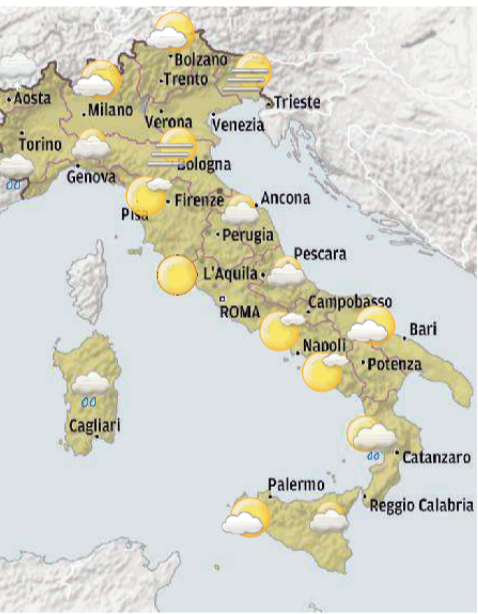 Bolzano
Trento
Aosta
Milano
Verona
Trieste
Venezia
Torino
Genova
Bologna
Pisa
Firenze
Ancona
Perugia
Pescara
L'Aquila
ROMA
Campobasso
Bari
Napoli
Potenza
Cagliari
Catanzaro
Palermo
Reggio Calabria